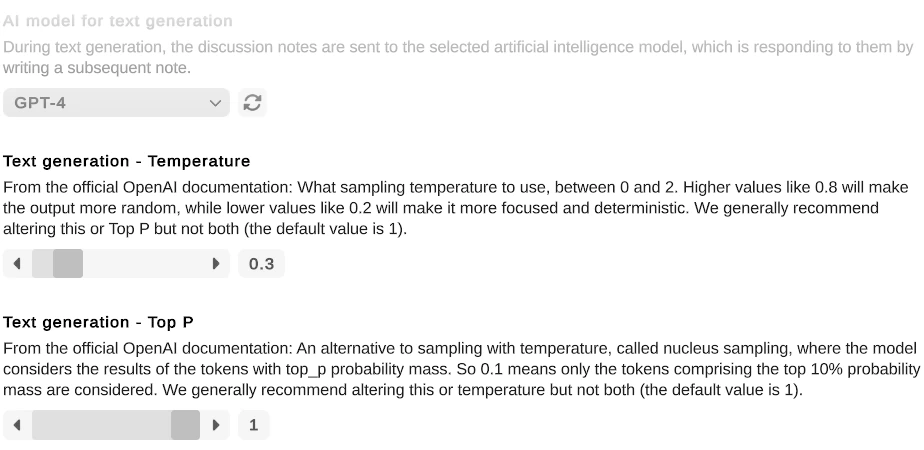 AI model for text generation
During text generation, the discussion notes are sent to the selected artificial intelligence model, which is responding to them by
writing a subsequent note.
GPT-4
Text generation - Temperature
From the official OpenAI documentation: What sampling temperature to use, between 0 and 2. Higher values like 0.8 will make
the output more random, while lower values like 0.2 will make it more focused and deterministic. We generally recommend
altering this or Top P but not both (the default value is 1).
0.3
Text generation - Top P
From the official OpenAI documentation: An alternative to sampling with temperature, called nucleus sampling, where the model
considers the results of the tokens with top_p probability mass. So 0.1 means only the tokens comprising the top 10% probability
mass are considered. We generally recommend altering this or temperature but not both (the default value is 1).
1